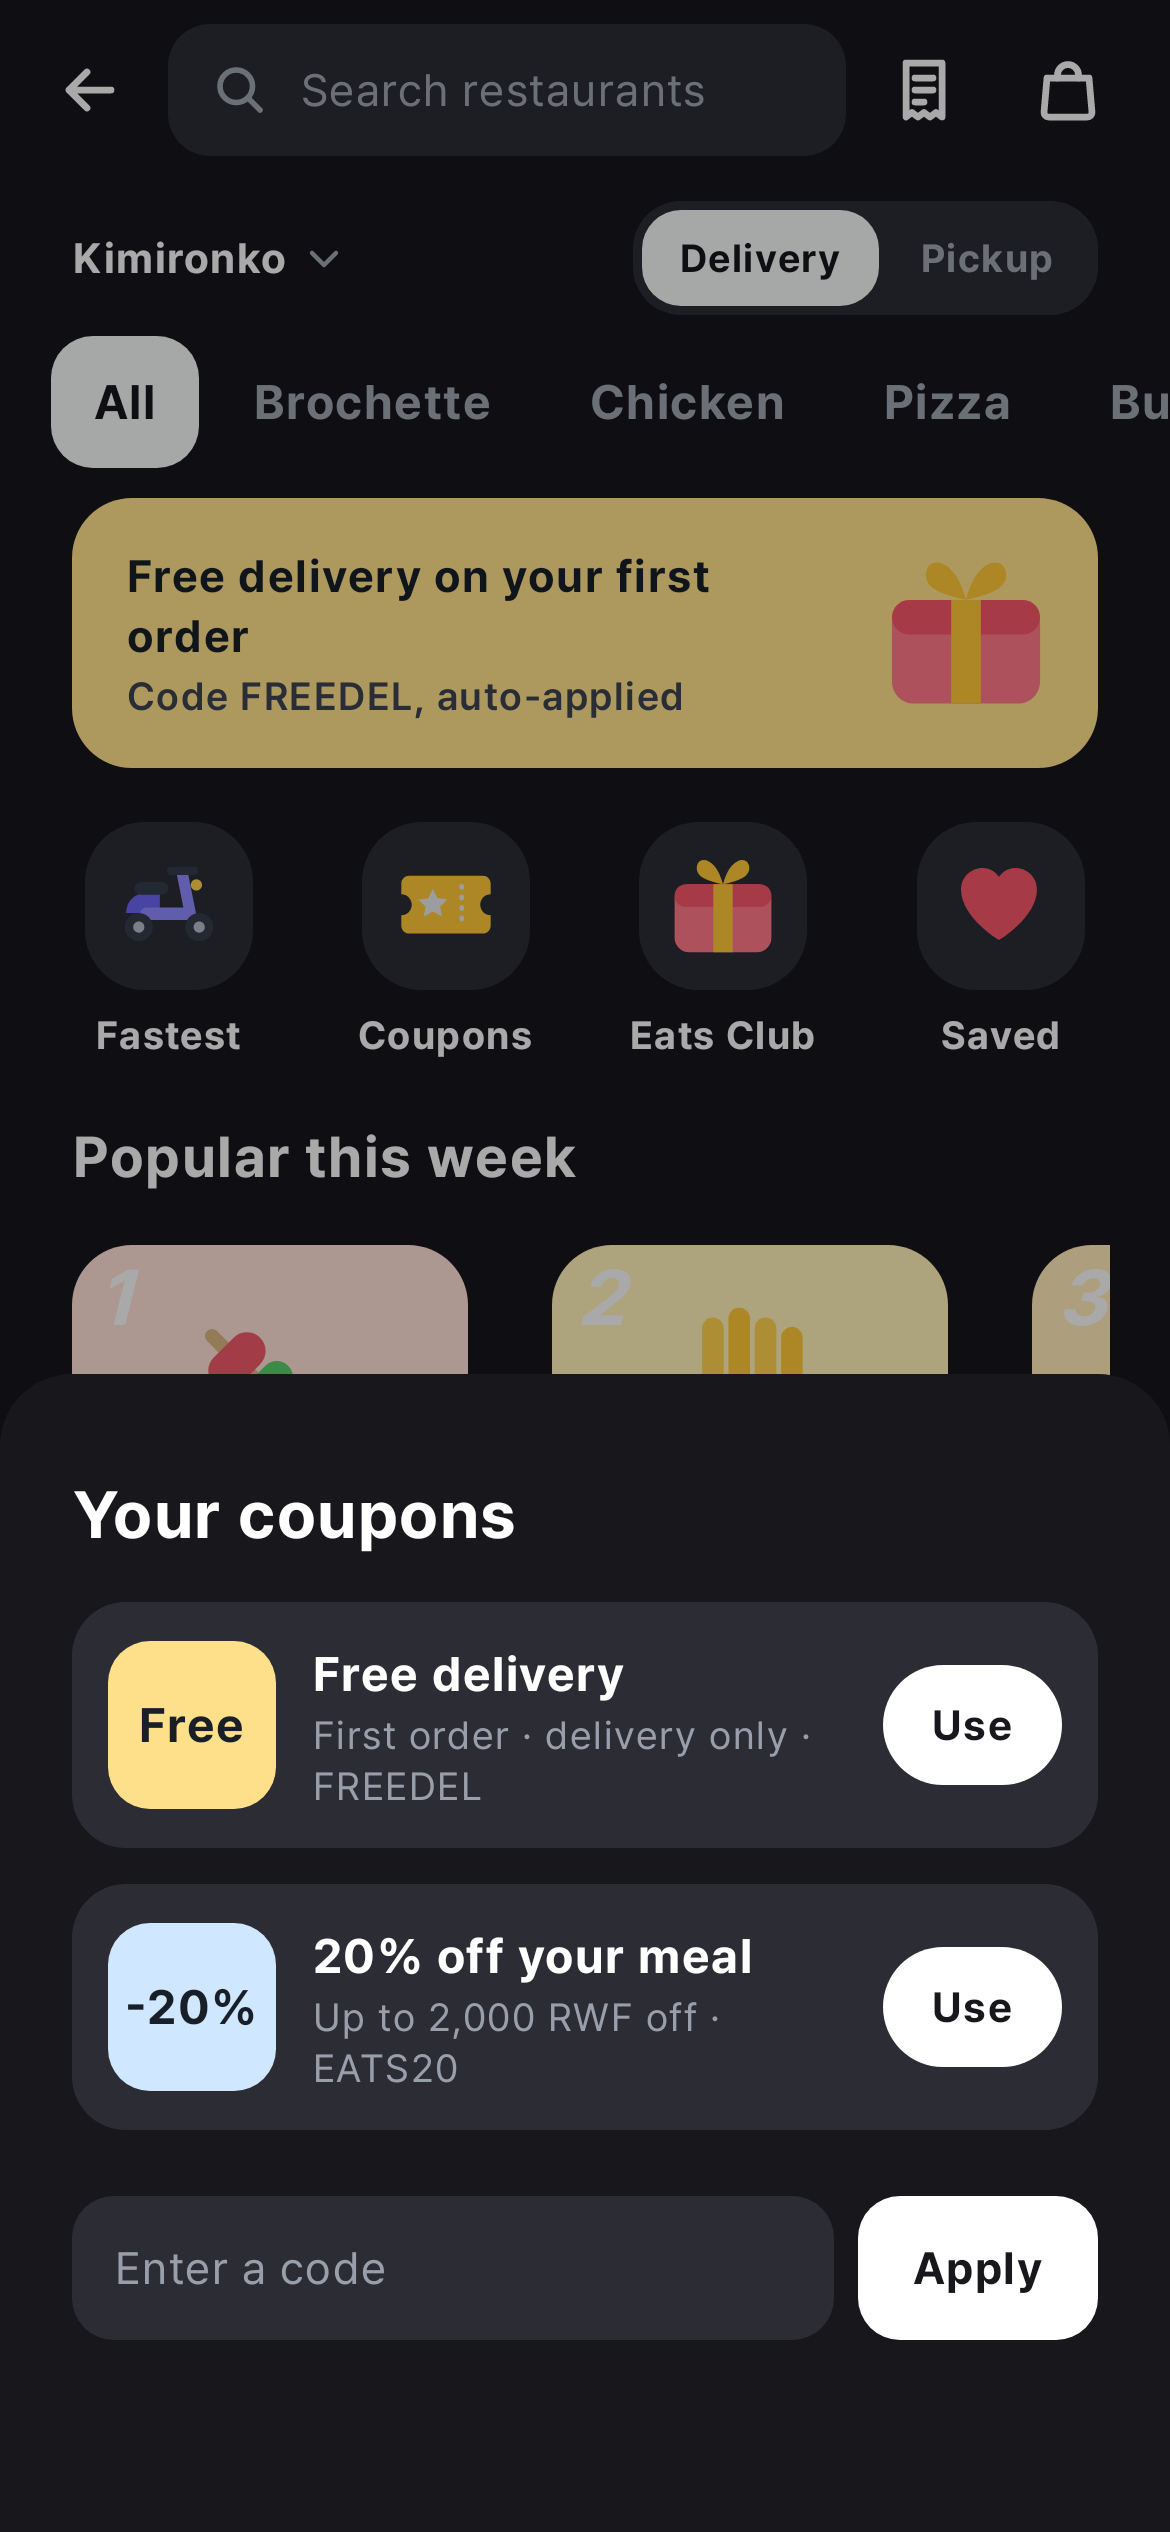 Search restaurants
Kimironko
Delivery
Pickup
All
Brochette
Chicken
Pizza
Bu
Free delivery on your first
order
Code FREEDEL, auto-applied
Fastest
Coupons
Eats Club
Saved
Popular this week
1
2
3
Your coupons
Free
Free delivery
First order · delivery only ·
FREEDEL
Use
-20%
20% off your meal
Up to 2,000 RWF off ·
EATS20
Use
Enter a code
Apply